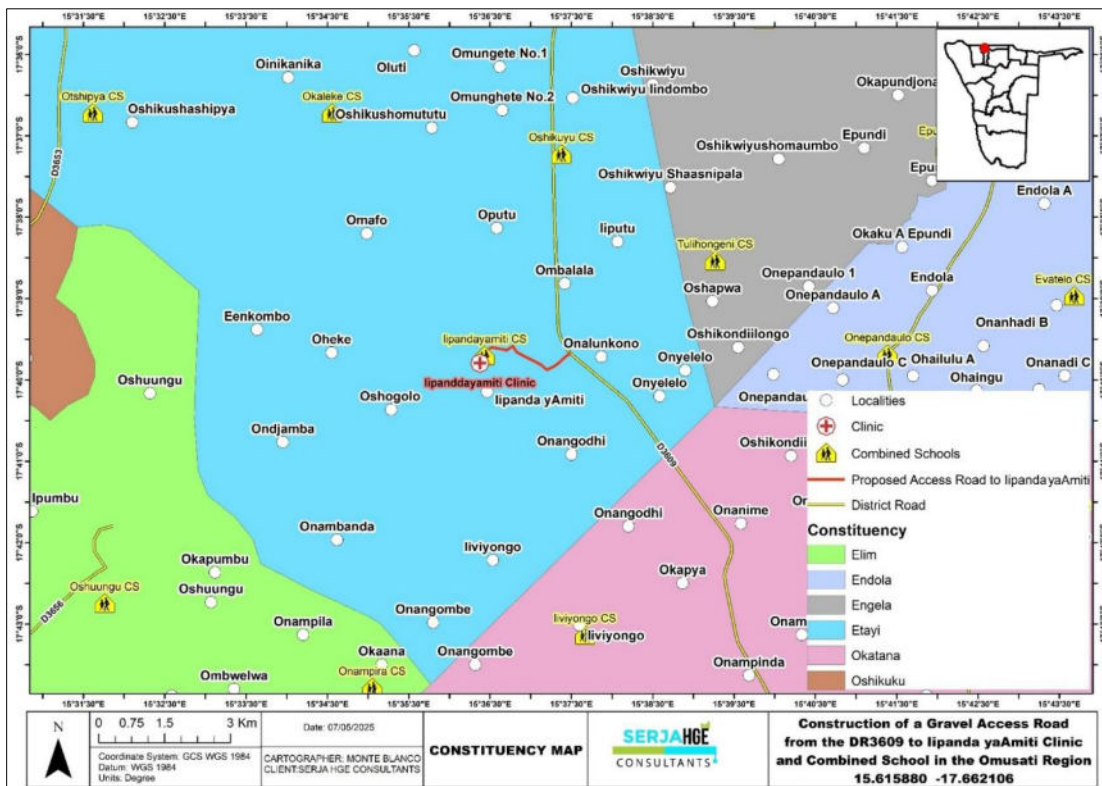 17°36'0"S
17°37'0"S
17°38'0"S
17°39'0"S
17°40'0"S
17°41'0"S
17°42'0"S
17°43'0"S
Oinikanika
Oluti
Omungete No.1
Oshikwiyu
Okapundjona
Otshipya CS
Oshikushashipya
Okaleke CS
Oshikushomututu
Omunghete No.2
Oshikwiyu Iindombo
D3653
Oshikuyu CS
Oshikwiyushomaumbo
Epundi
Oshikwiyu Shaasnipala
Endola A
Omafo
Oputu
Iiputu
Okaku A Epundi
Tulihongeni CS
Ombalala
Oshapwa
Onepandaulo 1
Onepandaulo A
Endola
Evatelo CS
Eenkombo
Oheke
Iipandayamiti CS
Onalunkono
Oshikondiilongo
Onepandaulo CS
Onanhadi B
Oshuungu
Iipanddayamiti Clinic
Onyelelo
Onyelelo
Onepandaulo C
Ohailulu A
Onanadi C
Iipanda yAmiti
Oshogolo
Ohaingu
Ondjamba
Onangodhi
D3609
Ipumbu
Onambanda
Iiviyongo
Onangodhi
Onanime
Okapumbu
Oshuungu
Oshuungu CS
D3656
Okapya
Onampila
Onangombe
Iiviyongo CS
Iiviyongo
Okaana
Onangombe
Onampinda
Ombwelwa
Onampira CS
Localities
Clinic
Combined Schools
Proposed Access Road to IipandayaAmiti
District Road
Constituency
Elim
Endola
Engela
Etayi
Okatana
Oshikuku
15°31'30"E 15°32'30"E 15°33'30"E 15°34'30"E 15°35'30"E 15°36'30"E 15°37'30"E 15°38'30"E 15°39'30"E 15°40'30"E 15°41'30"E 15°42'30"E 15°43'30"E
N
0 0.75 1.5 3 Km
Coordinate System: GCS WGS 1984
Datum: WGS 1984
Units: Degree
Date: 07/05/2025
CARTOGRAPHER: MONTE BLANCO
CLIENT:SERJA HGE CONSULTANTS
CONSTITUENCY MAP
SERJA HGE
CONSULTANTS
Construction of a Gravel Access Road
from the DR3609 to Iipanda yaAmiti Clinic
and Combined School in the Omusati Region
15.615880 -17.662106